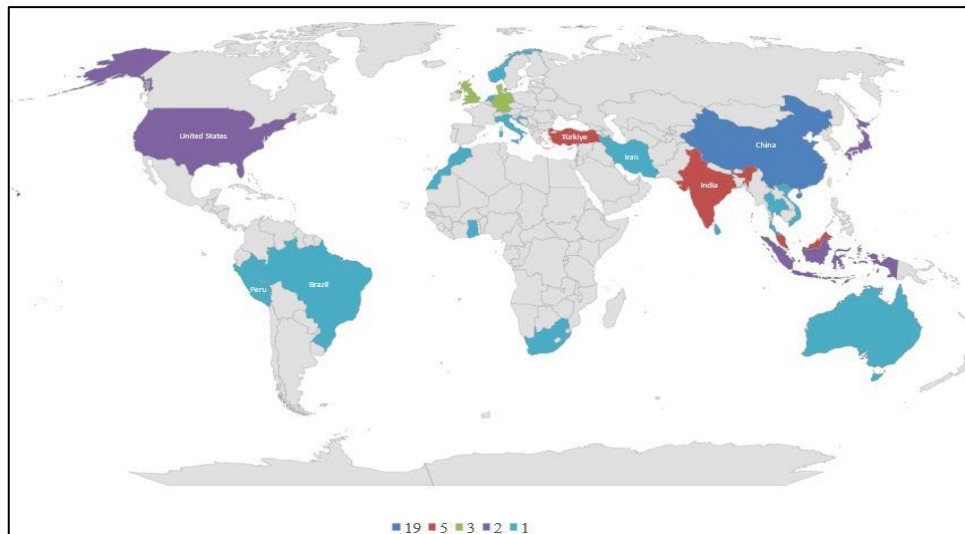 United States
Türkiye
Iran
China
India
Peru
Brazil
19 5 3 2 1